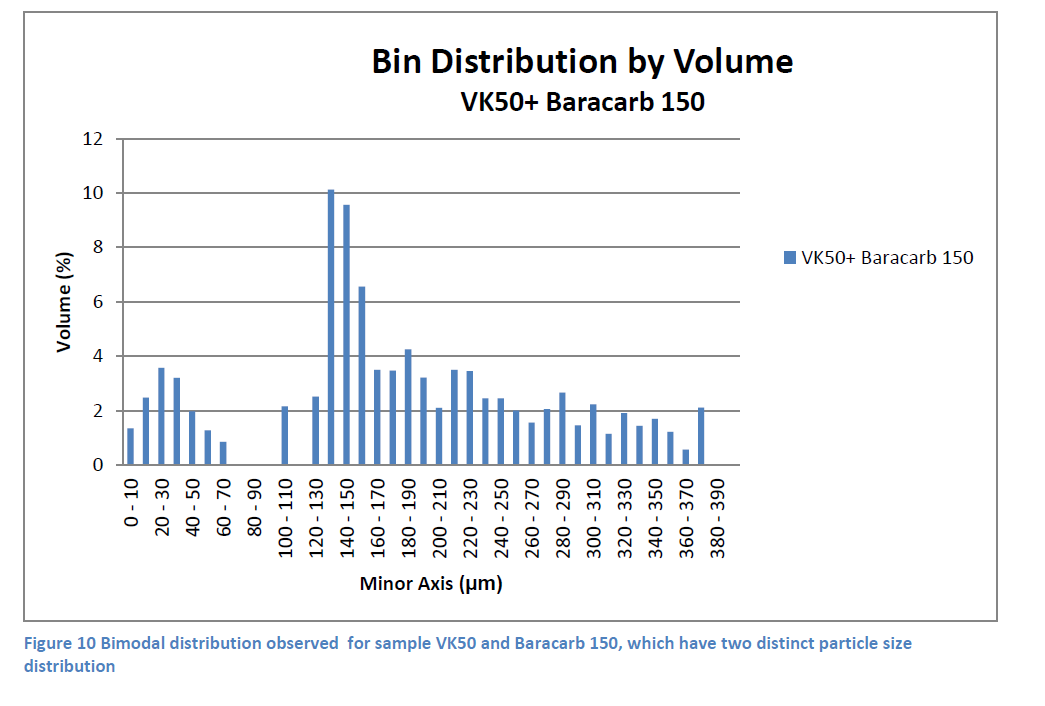 Bin Distribution by Volume
VK50+ Baracarb 150
12
10
8
6
4
2
0
Volume (%)
0 - 10
20 - 30
40 - 50
60 - 70
80 - 90
100 - 110
120 - 130
140 - 150
160 - 170
180 - 190
200 - 210
220 - 230
240 - 250
260 - 270
280 - 290
300 - 310
320 - 330
340 - 350
360 - 370
380 - 390
Minor Axis (μm)
VK50+ Baracarb 150
Figure 10 Bimodal distribution observed  for sample VK50 and Baracarb 150, which have two distinct particle size
distribution